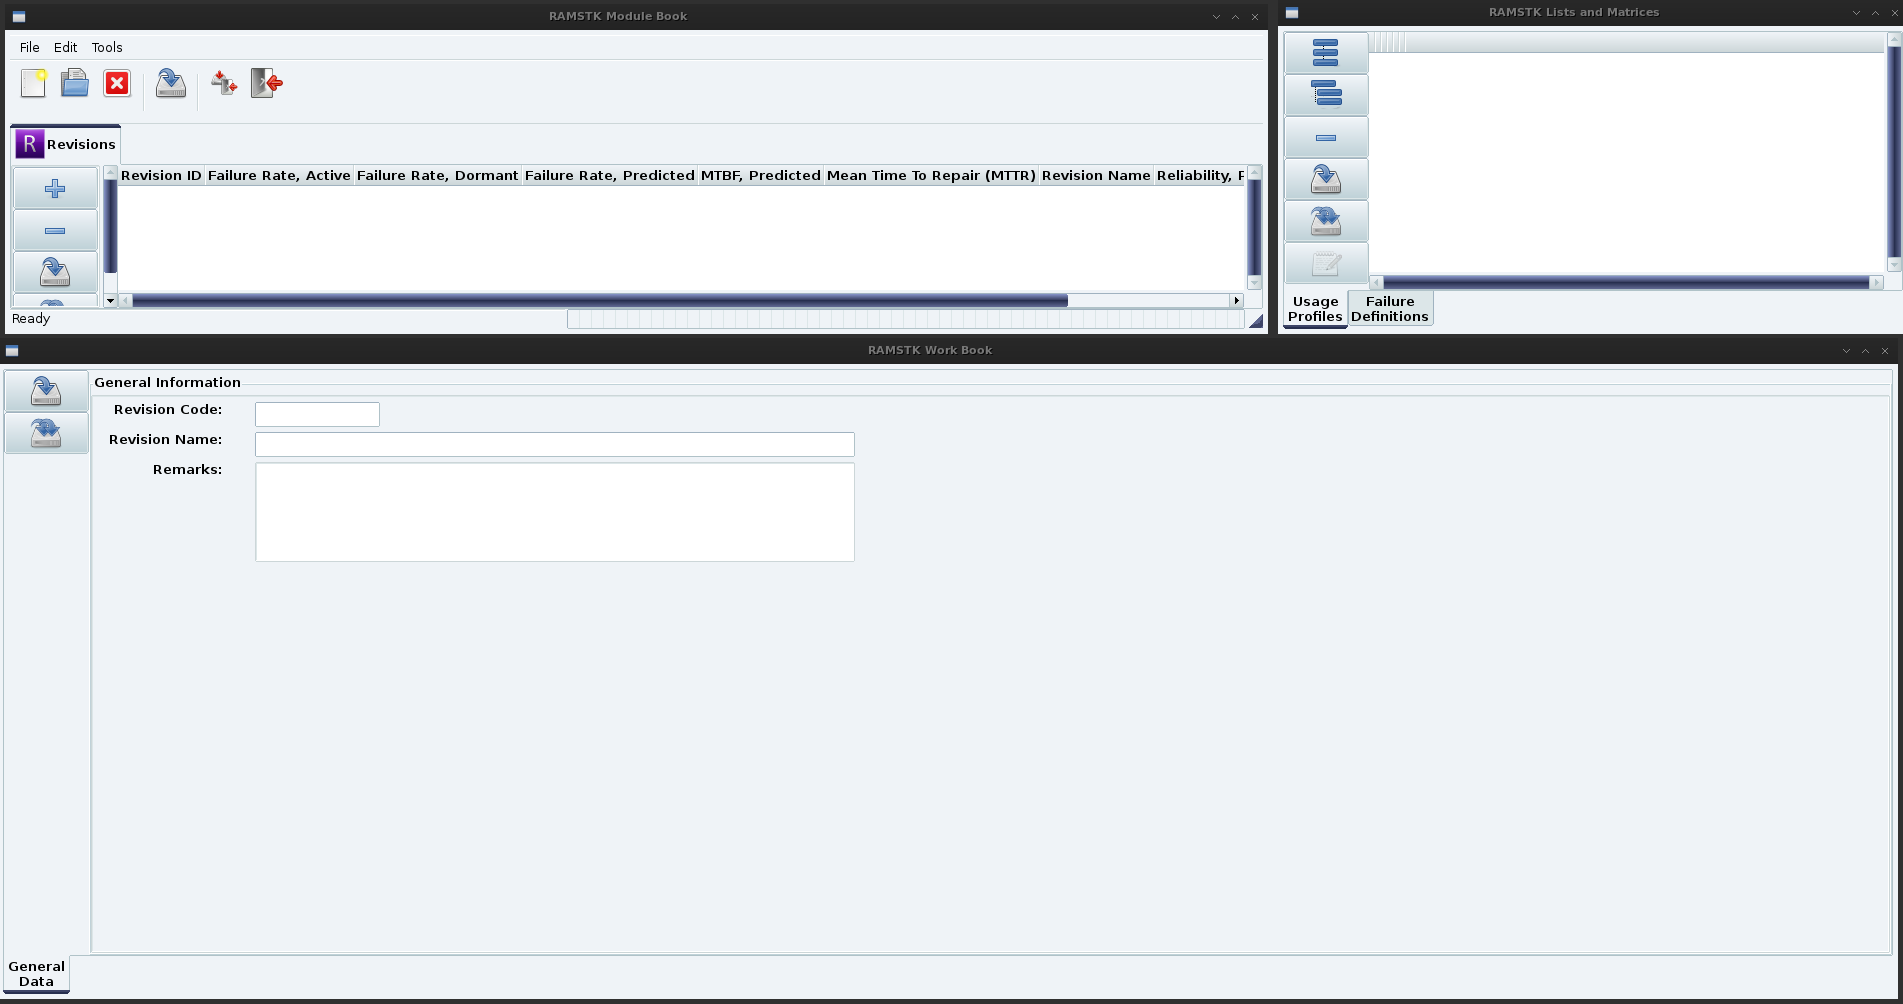 RAMSTK Module Book
File Edit Tools
R Revisions
Revision ID Failure Rate, Active Failure Rate, Dormant Failure Rate, Predicted MTBF, Predicted Mean Time To Repair (MTTR) Revision Name Reliability,
Ready
RAMSTK Lists and Matrices
Usage Profiles
Failure Definitions
RAMSTK Work Book
General Information
Revision Code:
Revision Name:
Remarks:
General
Data